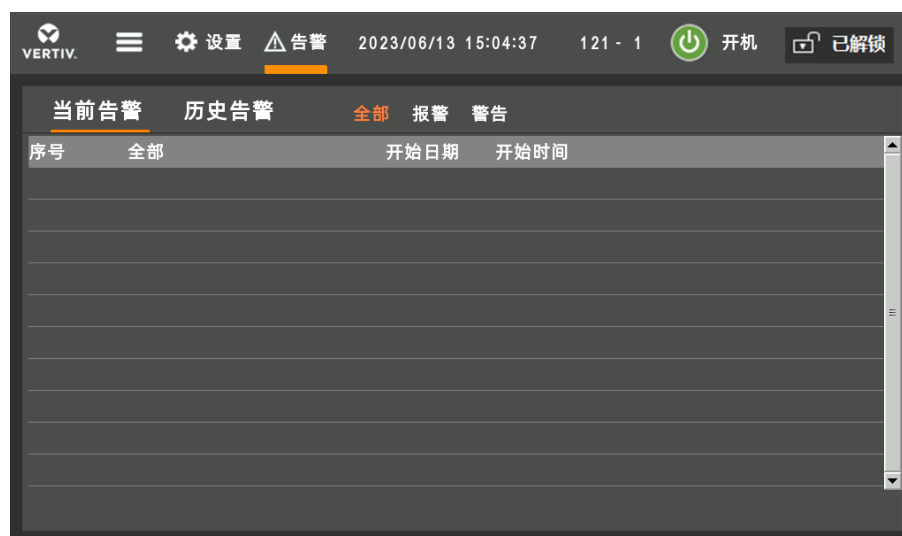 VERTIV. 设置 告警 2023/06/13 15:04:37 121 - 1 开机 已解锁
当前告警 历史告警 全部 报警 警告
序号 全部 开始日期 开始时间